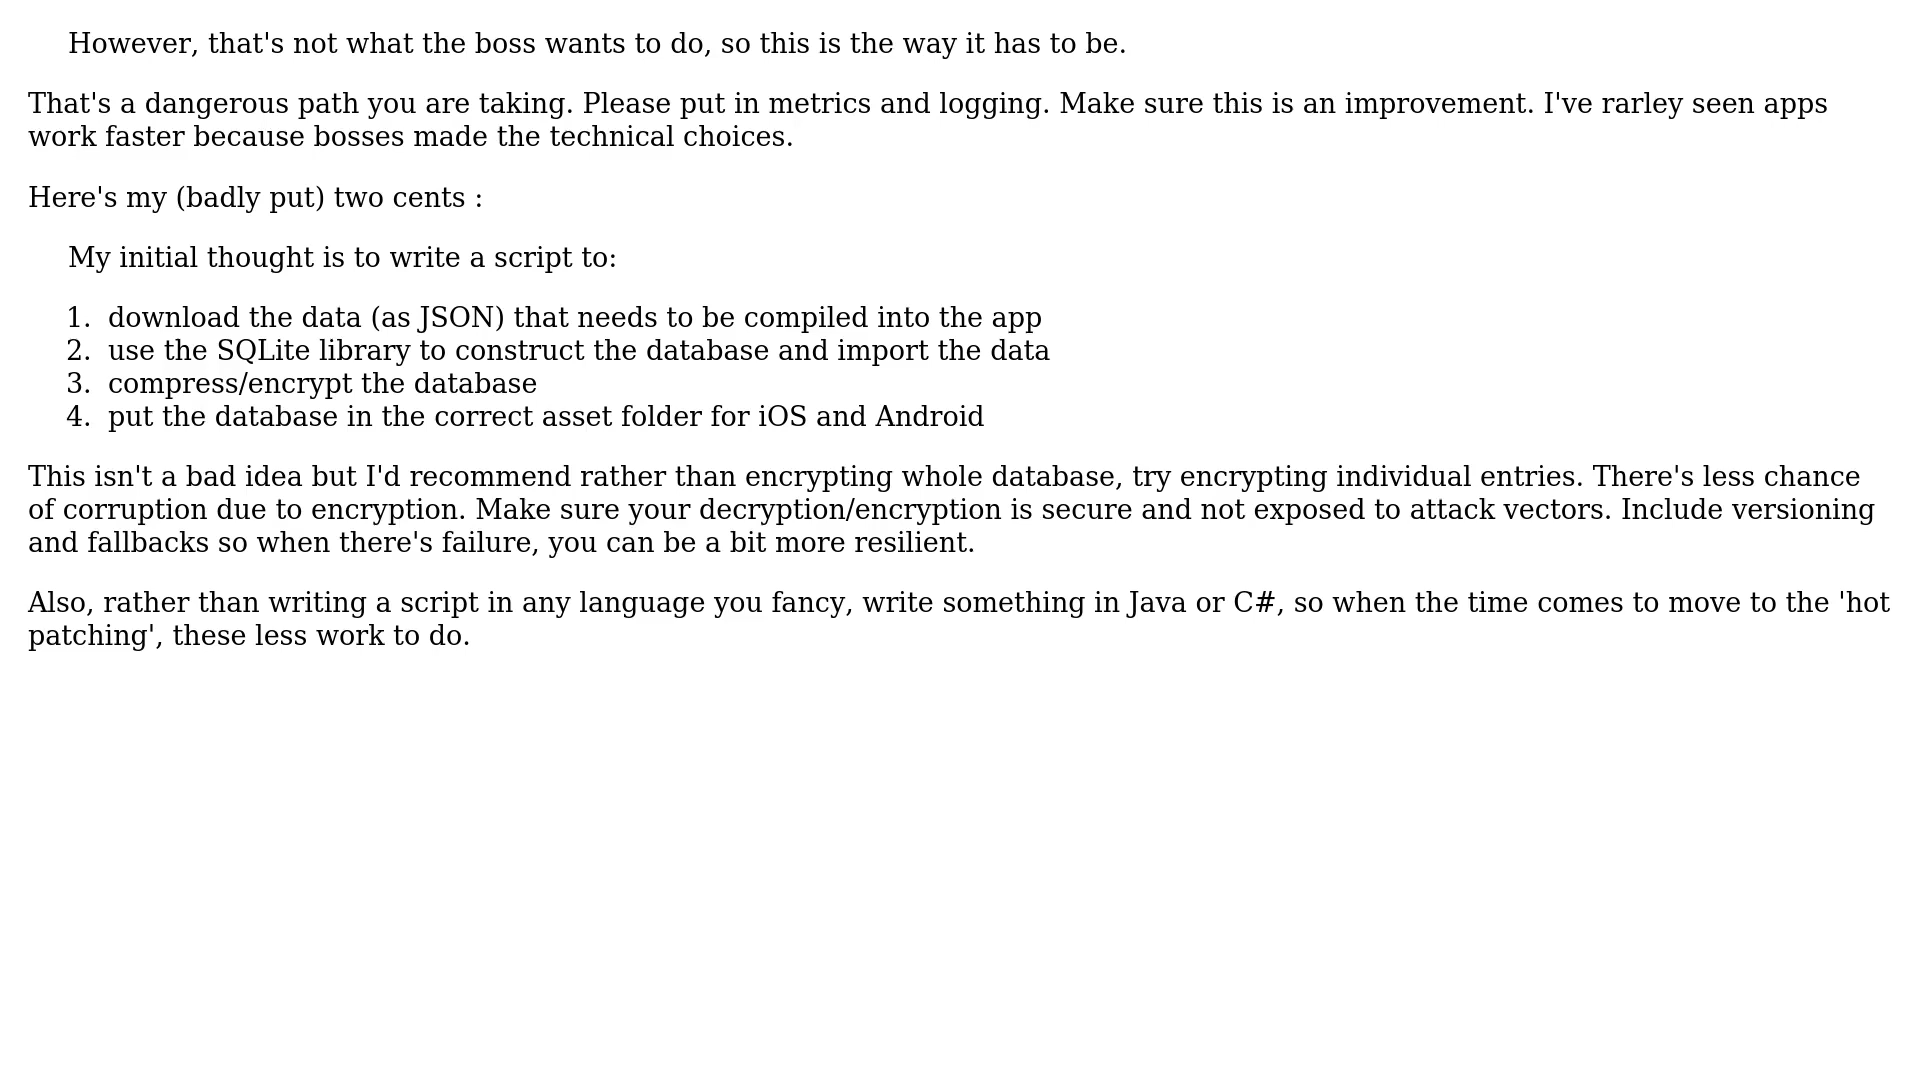 However, that's not what the boss wants to do, so this is the way it has to be.
That's a dangerous path you are taking. Please put in metrics and logging. Make sure this is an improvement. I've rarley seen apps
work faster because bosses made the technical choices.
Here's my (badly put) two cents :
My initial thought is to write a script to:
1. download the data (as JSON) that needs to be compiled into the app
2. use the SQLite library to construct the database and import the data
3. compress/encrypt the database
4. put the database in the correct asset folder for iOS and Android
This isn't a bad idea but I'd recommend rather than encrypting whole database, try encrypting individual entries. There's less chance
of corruption due to encryption. Make sure your decryption/encryption is secure and not exposed to attack vectors. Include versioning
and fallbacks so when there's failure, you can be a bit more resilient.
Also, rather than writing a script in any language you fancy, write something in Java or C#, so when the time comes to move to the 'hot
patching', these less work to do.